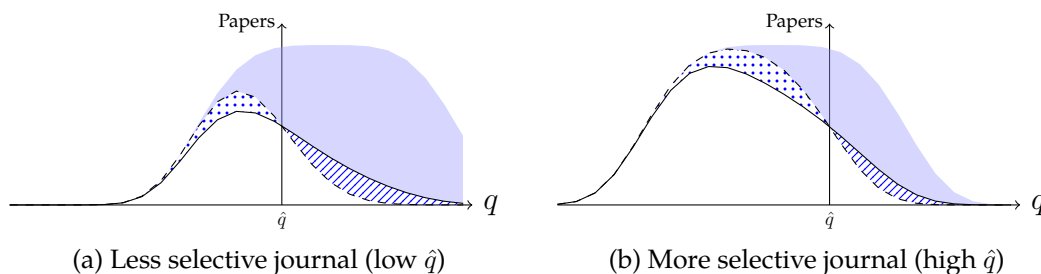 Papers
q
q̂
(a) Less selective journal (low q̂)
Papers
q
q̂
(b) More selective journal (high q̂)